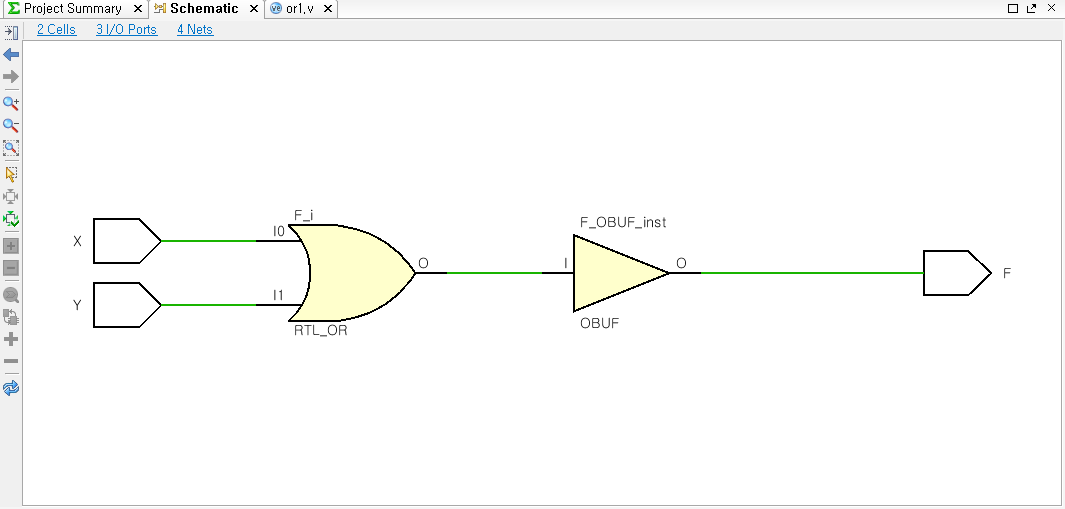 Project Summary
Schematic
or1.v
2 Cells
3 I/O Ports
4 Nets
F_i
X
I0
O
Y
I1
RTL_OR
F_OBUF_inst
I
O
OBUF
F